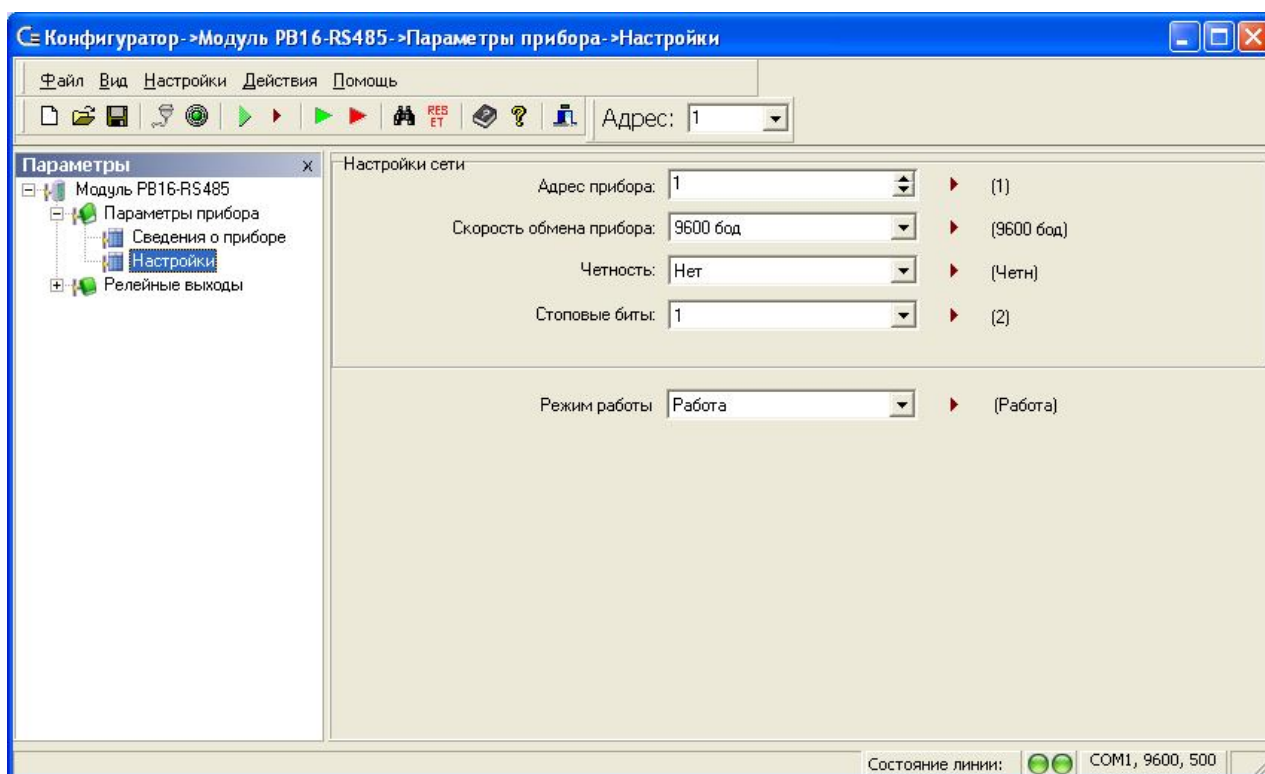 Конфигуратор->Модуль РВ16-RS485->Параметры прибора->Настройки
Файл Вид Настройки Действия Помощь
RES
ET
Адрес: 1
Параметры x
Модуль РВ16-RS485
Параметры прибора
Сведения о приборе
Настройки
Релейные выходы
Настройки сети
Адрес прибора: 1 (1)
Скорость обмена прибора: 9600 бод (9600 бод)
Четность: Нет (Четн)
Стоповые биты: 1 (2)
Режим работы Работа (Работа)
Состояние линии: COM1, 9600, 500